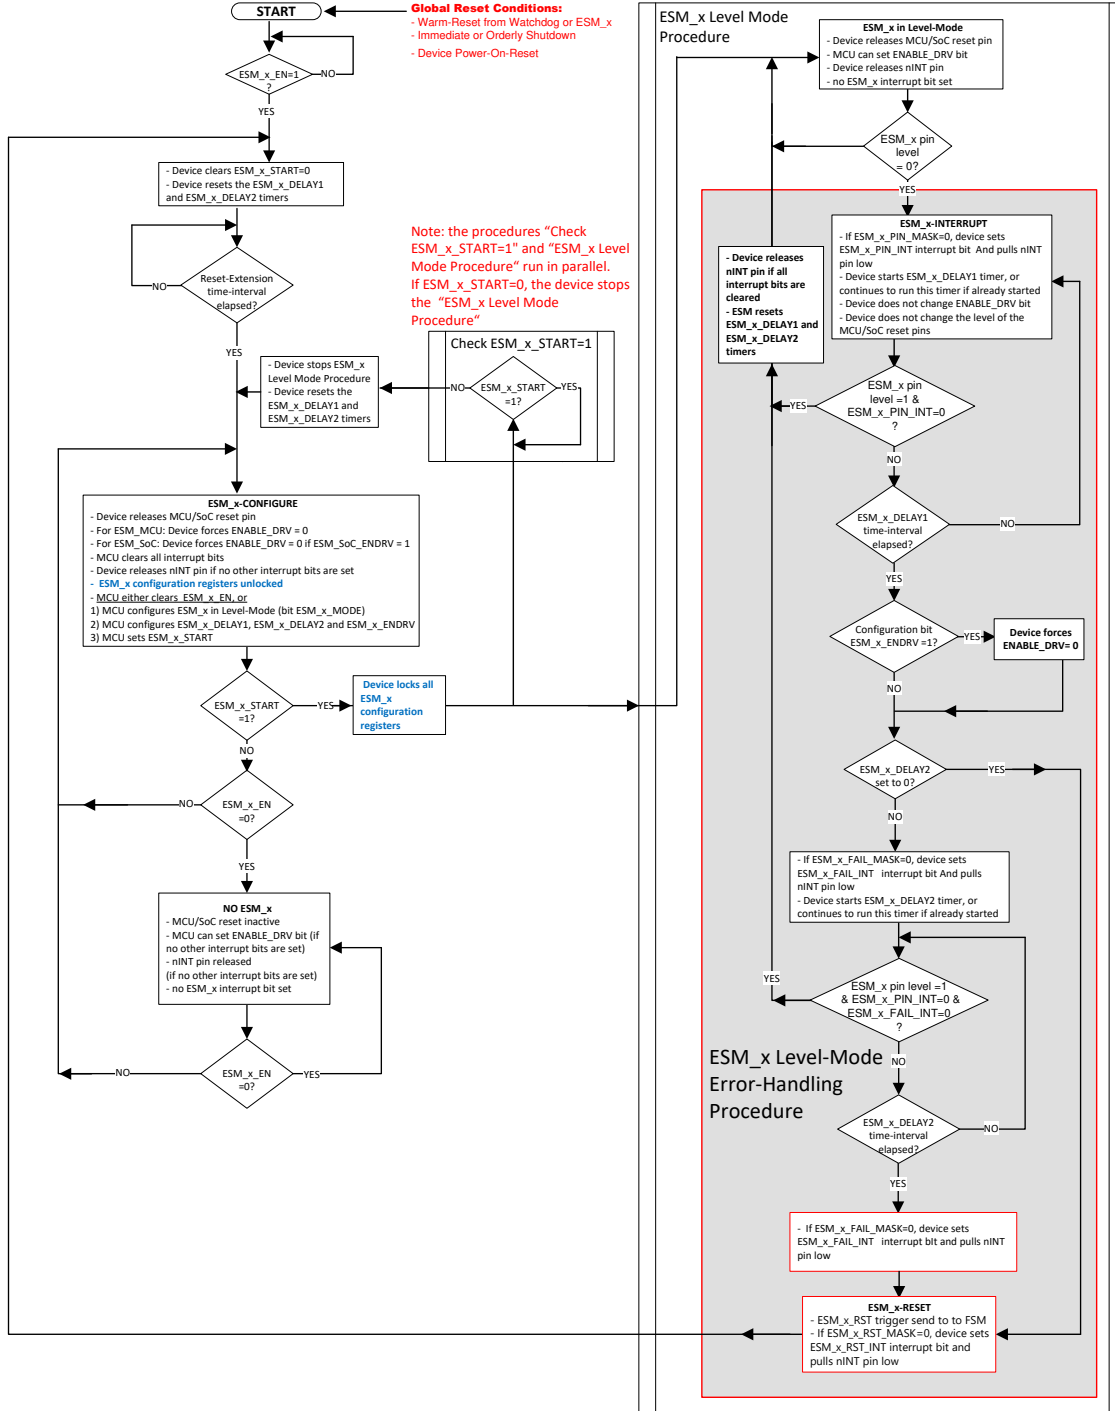 START
Global Reset Conditions:
- Warm-Reset from Watchdog or ESM_x
- Immediate or Orderly Shutdown
- Device Power-On-Reset
ESM_x_EN=1
?
NO
YES
- Device clears ESM_x_START=0
- Device resets the ESM_x_DELAY1
and ESM_x_DELAY2 timers
Reset-Extension
time-interval
elapsed?
NO
YES
Note: the procedures “Check
ESM_x_START=1" and “ESM_x Level
Mode Procedure“ run in parallel.
If ESM_x_START=0, the device stops
the “ESM_x Level Mode
Procedure“
Check ESM_x_START=1
ESM_x_START
=1?
NO
YES
- Device stops ESM_x
Level Mode Procedure
- Device resets the
ESM_x_DELAY1 and
ESM_x_DELAY2 timers
ESM_x-CONFIGURE
- Device releases MCU/SoC reset pin
- For ESM_MCU: Device forces ENABLE_DRV = 0
- For ESM_SoC: Device forces ENABLE_DRV = 0 if ESM_SoC_ENDRV = 1
- MCU clears all interrupt bits
- Device releases nINT pin if no other interrupt bits are set
- ESM_x configuration registers unlocked
- MCU either clears ESM_x_EN, or
1) MCU configures ESM_x in Level-Mode (bit ESM_x_MODE)
2) MCU configures ESM_x_DELAY1, ESM_x_DELAY2 and ESM_x_ENDRV
3) MCU sets ESM_x_START
ESM_x_START
=1?
YES
NO
Device locks all
ESM_x
configuration
registers
ESM_x_EN
=0?
NO
YES
NO ESM_x
- MCU/SoC reset inactive
- MCU can set ENABLE_DRV bit (if
no other interrupt bits are set)
- nINT pin released
(if no other interrupt bits are set)
- no ESM_x interrupt bit set
ESM_x_EN
=0?
NO
YES
ESM_x Level Mode
Procedure
ESM_x in Level-Mode
- Device releases MCU/SoC reset pin
- MCU can set ENABLE_DRV bit
- Device releases nINT pin
- no ESM_x interrupt bit set
ESM_x pin
level
= 0?
NO
YES
ESM_x-INTERRUPT
- If ESM_x_PIN_MASK=0, device sets
ESM_x_PIN_INT interrupt bit And pulls nINT
pin low
- Device starts ESM_x_DELAY1 timer, or
continues to run this timer if already started
- Device does not change ENABLE_DRV bit
- Device does not change the level of the
MCU/SoC reset pins
- Device releases
nINT pin if all
interrupt bits are
cleared
- ESM resets
ESM_x_DELAY1 and
ESM_x_DELAY2
timers
ESM_x pin
level =1 &
ESM_x_PIN_INT=0
?
YES
NO
ESM_x_DELAY1
time-interval
elapsed?
NO
YES
Configuration bit
ESM_x_ENDRV =1?
YES
Device forces
ENABLE_DRV= 0
NO
ESM_x_DELAY2
set to 0?
YES
NO
- If ESM_x_FAIL_MASK=0, device sets
ESM_x_FAIL_INT interrupt bit And pulls
nINT pin low
- Device starts ESM_x_DELAY2 timer, or
continues to run this timer if already started
ESM_x pin level =1
& ESM_x_PIN_INT=0 &
ESM_x_FAIL_INT=0
?
YES
NO
ESM_x Level-Mode
Error-Handling
Procedure
ESM_x_DELAY2
time-interval
elapsed?
NO
YES
- If ESM_x_FAIL_MASK=0, device sets
ESM_x_FAIL_INT interrupt bIt and pulls nINT
pin low
ESM_x-RESET
- ESM_x_RST trigger send to to FSM
- If ESM_x_RST_MASK=0, device sets
ESM_x_RST_INT interrupt bit and
pulls nINT pin low